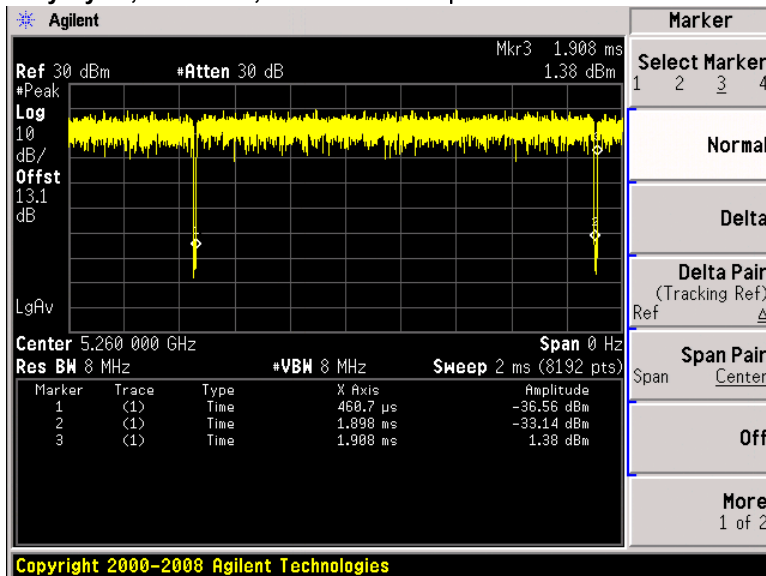 Agilent
Marker
Mkr3 1.908 ms
Ref 30 dBm #Atten 30 dB 1.38 dBm
#Peak
Log
10
dB/
Offst
13.1
dB
LgAv
1
2
3
Center 5.260 000 GHz Span 0 Hz
Res BW 8 MHz #VBW 8 MHz Sweep 2 ms (8192 pts)
Marker Trace Type X Axis Amplitude
1 (1) Time 460.7 µs -36.56 dBm
2 (1) Time 1.898 ms -33.14 dBm
3 (1) Time 1.908 ms 1.38 dBm
Select Marker
1 2 3 4
Normal
Delta
Delta Pair
(Tracking Ref)
Ref Δ
Span Pair
Span Center
Off
More
1 of 2
Copyright 2000-2008 Agilent Technologies